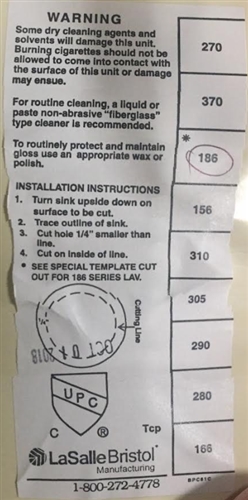 WARNING
Some dry cleaning agents and
solvents will damage this unit.
Burning cigarettes should not be
allowed to come into contact with
the surface of this unit or damage
may ensue.
For routine cleaning, a liquid or
paste non-abrasive "fiberglass"
type cleaner is recommended.
To routinely protect and maintain
gloss use an appropriate wax or
polish.
INSTALLATION INSTRUCTIONS
1. Turn sink upside down on
surface to be cut.
2. Trace outline of sink.
3. Cut hole 1/4" smaller than
line.
4. Cut on inside of line.
* SEE SPECIAL TEMPLATE CUT
OUT FOR 186 SERIES LAV.
Cutting Line
1/4"
OCT 04 2018
UPC
C ® Tcp
LaSalle Bristol
Manufacturing
1-800-272-4778
270
370
*
186
156
310
305
290
280
166